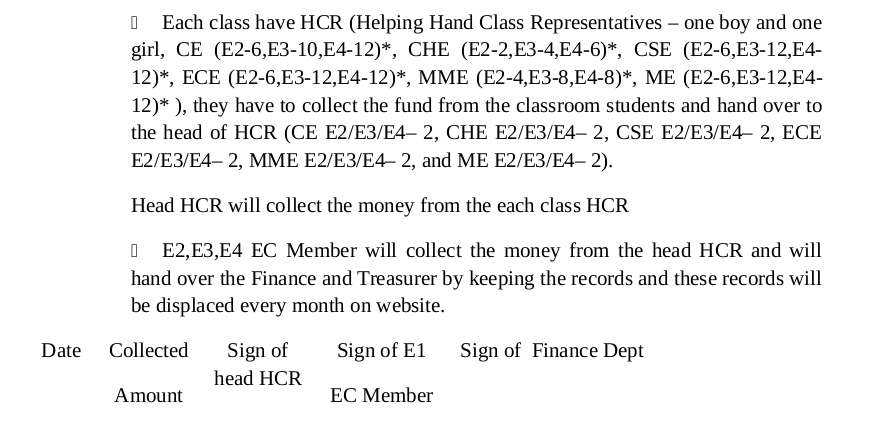 Each class have HCR (Helping Hand Class Representatives – one boy and one
girl, CE (E2-6,E3-10,E4-12)*, CHE (E2-2,E3-4,E4-6)*, CSE (E2-6,E3-12,E4-
12)*, ECE (E2-6,E3-12,E4-12)*, MME (E2-4,E3-8,E4-8)*, ME (E2-6,E3-12,E4-
12)* ), they have to collect the fund from the classroom students and hand over to
the head of HCR (CE E2/E3/E4– 2, CHE E2/E3/E4– 2, CSE E2/E3/E4– 2, ECE
E2/E3/E4– 2, MME E2/E3/E4– 2, and ME E2/E3/E4– 2).
Head HCR will collect the money from the each class HCR
E2,E3,E4 EC Member will collect the money from the head HCR and will
hand over the Finance and Treasurer by keeping the records and these records will
be displaced every month on website.
Date Collected Sign of Sign of E1 Sign of Finance Dept
head HCR
Amount EC Member